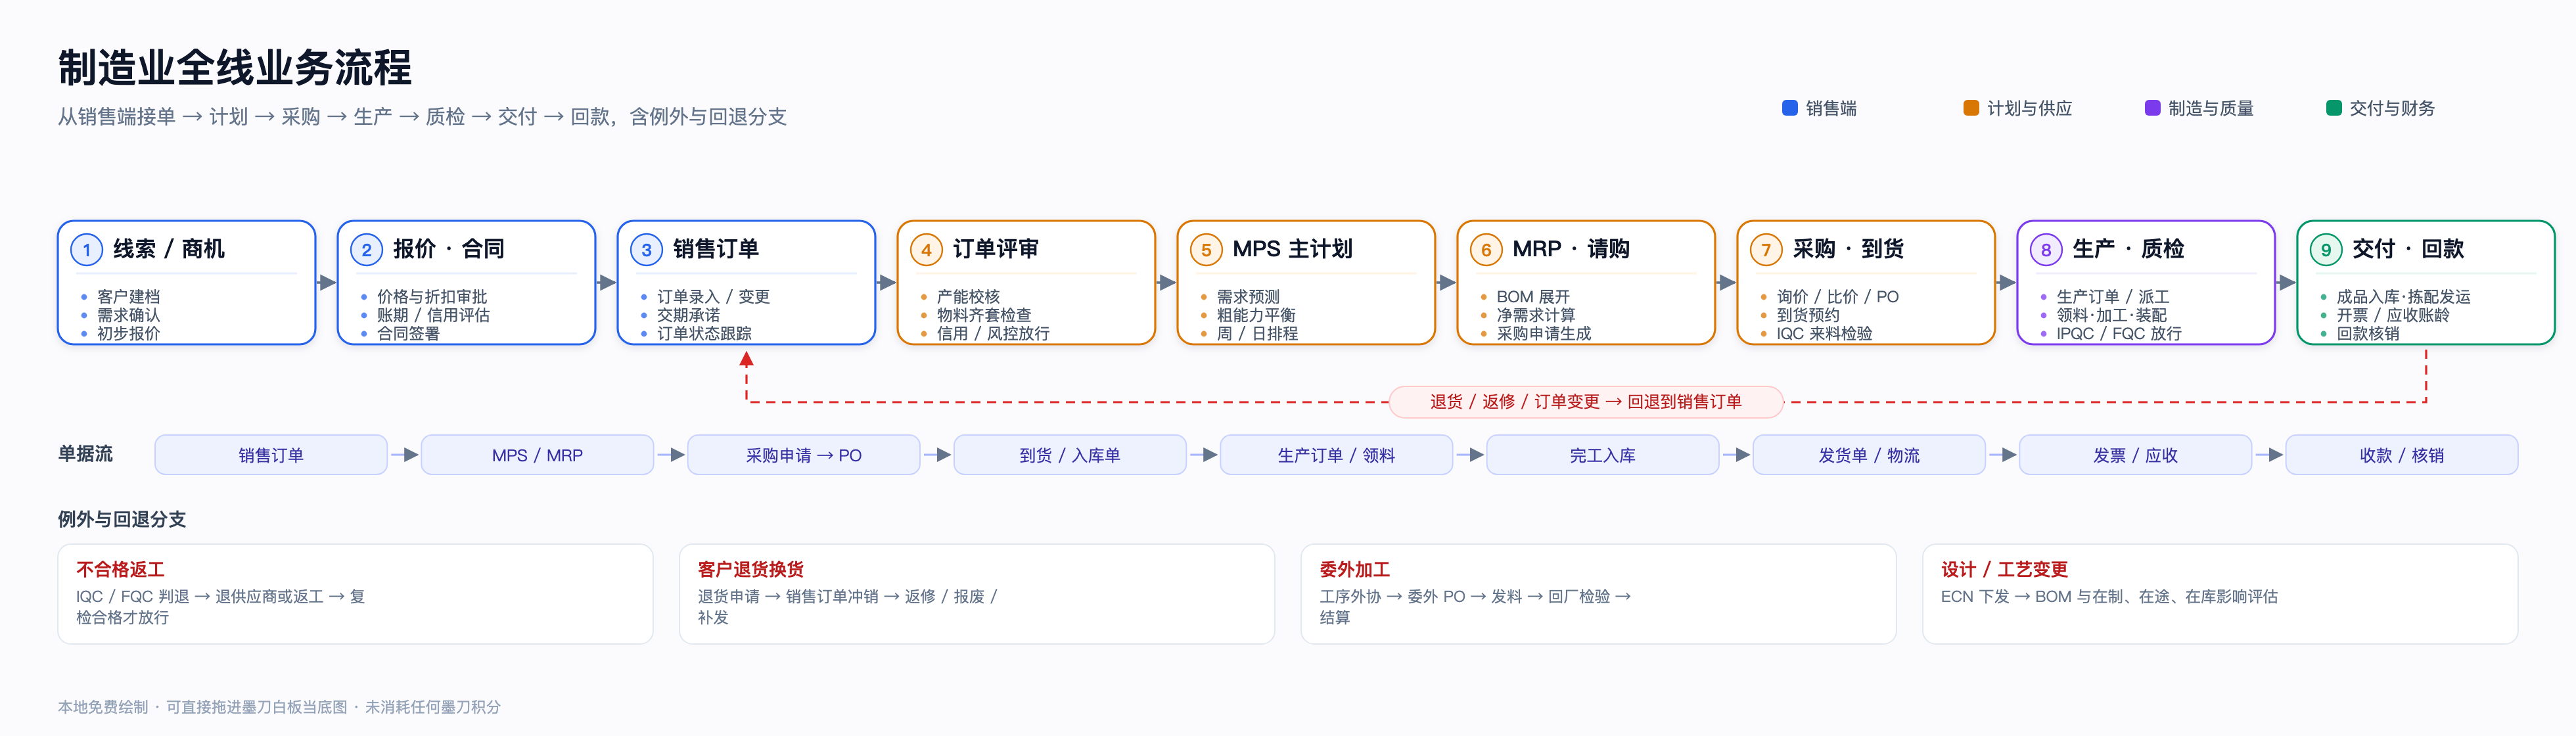 制造业全线业务流程
从销售端接单 → 计划 → 采购 → 生产 → 质检 → 交付 → 回款，含例外与回退分支
销售端
计划与供应
制造与质量
交付与财务
1 线索 / 商机
客户建档
需求确认
初步报价
2 报价 · 合同
价格与折扣审批
账期 / 信用评估
合同签署
3 销售订单
订单录入 / 变更
交期承诺
订单状态跟踪
4 订单评审
产能校核
物料齐套检查
信用 / 风控放行
5 MPS 主计划
需求预测
粗能力平衡
周 / 日排程
6 MRP · 请购
BOM 展开
净需求计算
采购申请生成
7 采购 · 到货
询价 / 比价 / PO
到货预约
IQC 来料检验
8 生产 · 质检
生产订单 / 派工
领料·加工·装配
IPQC / FQC 放行
9 交付 · 回款
成品入库·拣配发运
开票 / 应收账龄
回款核销
退货 / 返修 / 订单变更 → 回退到销售订单
单据流
销售订单
MPS / MRP
采购申请 → PO
到货 / 入库单
生产订单 / 领料
完工入库
发货单 / 物流
发票 / 应收
收款 / 核销
例外与回退分支
不合格返工
IQC / FQC 判退 → 退供应商或返工 → 复
检合格才放行
客户退货换货
退货申请 → 销售订单冲销 → 返修 / 报废 /
补发
委外加工
工序外协 → 委外 PO → 发料 → 回厂检验 →
结算
设计 / 工艺变更
ECN 下发 → BOM 与在制、在途、在库影响评估
本地免费绘制 · 可直接拖进墨刀白板当底图 · 未消耗任何墨刀积分